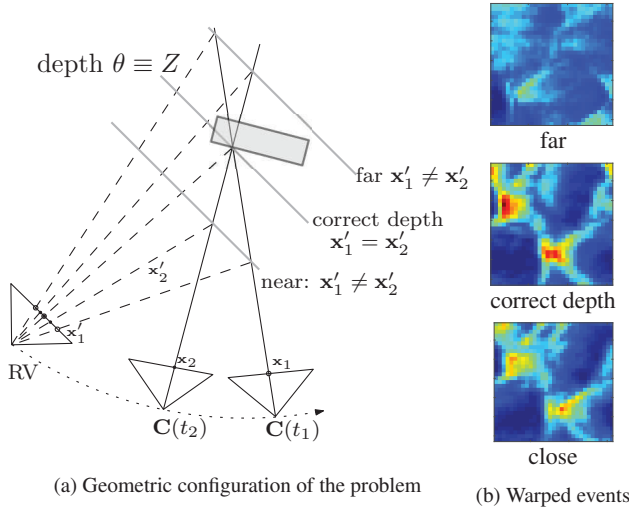 depth θ ≡ Z
far x′₁ ≠ x′₂
correct depth
x′₁ = x′₂
near: x′₁ ≠ x′₂
x′₂
x′₁
RV
x₂
x₁
C(t₂)
C(t₁)
(a) Geometric configuration of the problem
far
correct depth
close
(b) Warped events